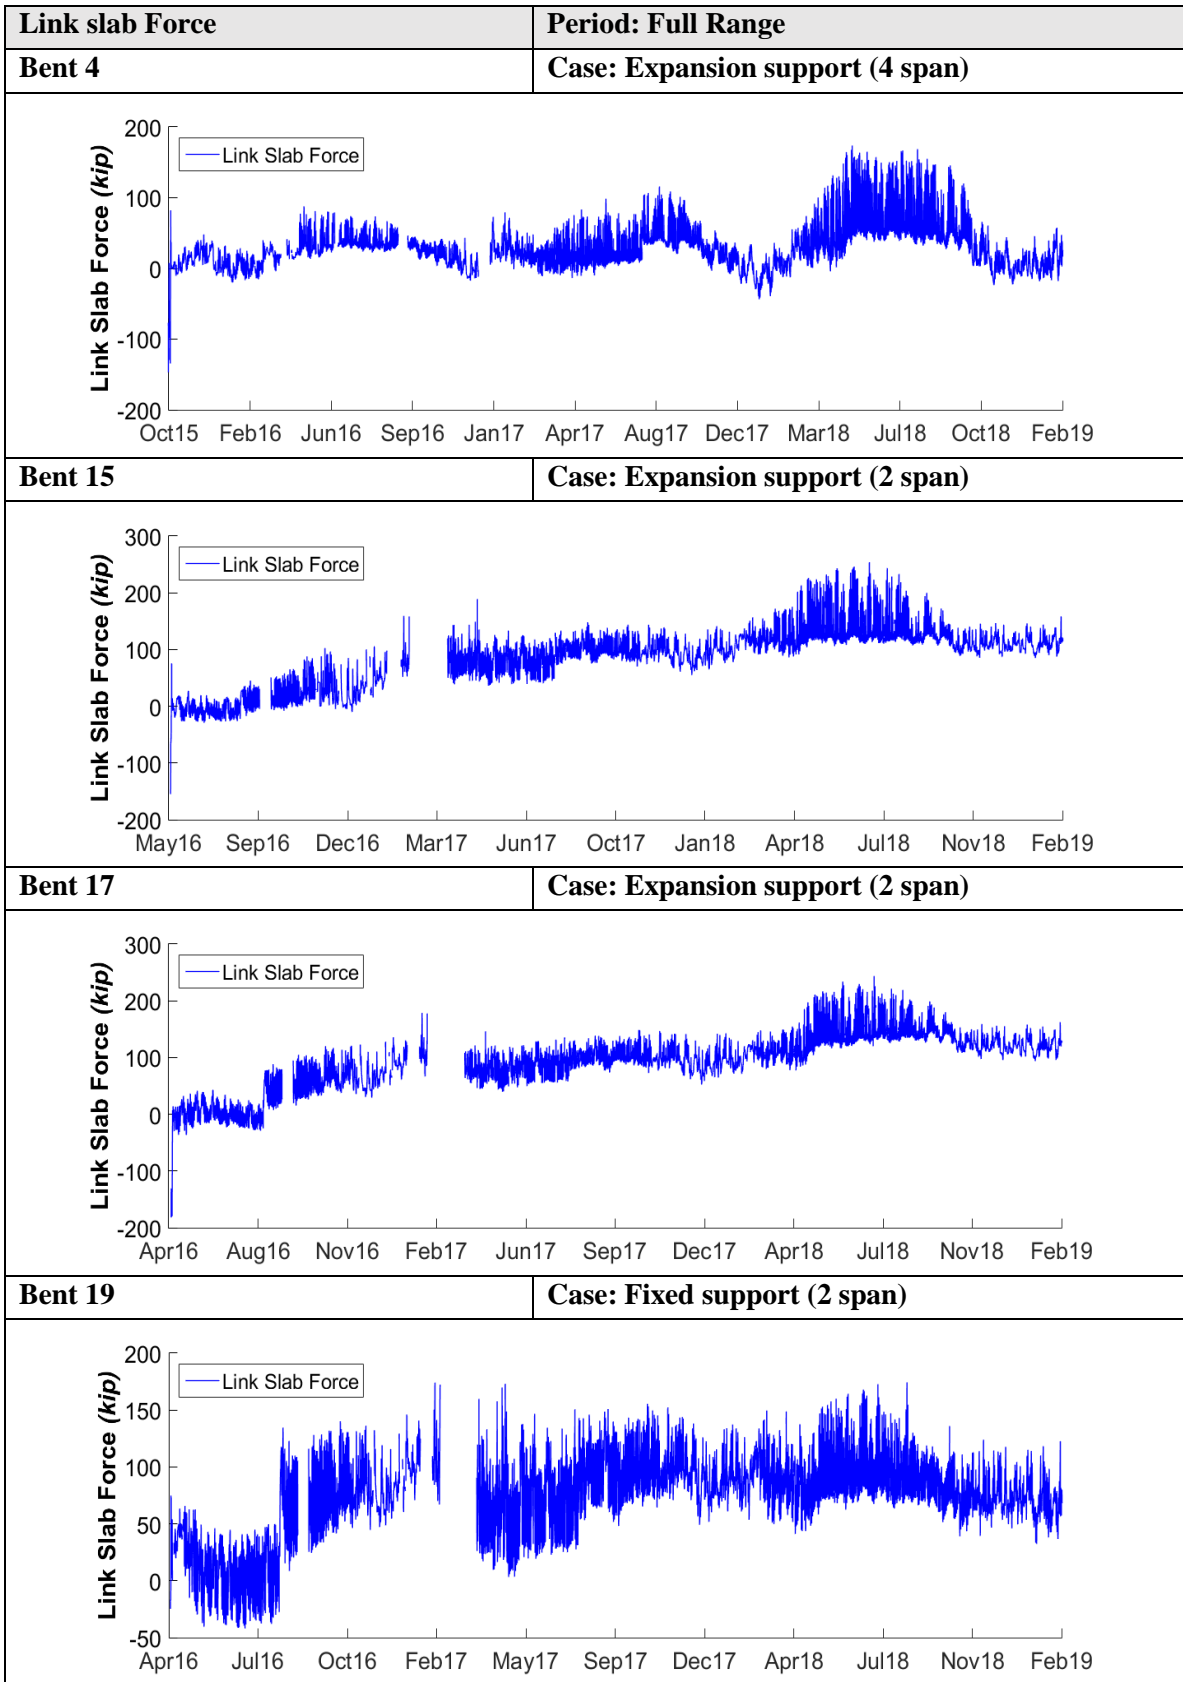 Link slab Force Period: Full Range
Bent 4 Case: Expansion support (4 span)
Link Slab Force (kip)
200
100
0
-100
-200
Link Slab Force
Oct15 Feb16 Jun16 Sep16 Jan17 Apr17 Aug17 Dec17 Mar18 Jul18 Oct18 Feb19
Bent 15 Case: Expansion support (2 span)
Link Slab Force (kip)
300
200
100
0
-100
-200
Link Slab Force
May16 Sep16 Dec16 Mar17 Jun17 Oct17 Jan18 Apr18 Jul18 Nov18 Feb19
Bent 17 Case: Expansion support (2 span)
Link Slab Force (kip)
300
200
100
0
-100
-200
Link Slab Force
Apr16 Aug16 Nov16 Feb17 Jun17 Sep17 Dec17 Apr18 Jul18 Nov18 Feb19
Bent 19 Case: Fixed support (2 span)
Link Slab Force (kip)
200
150
100
50
0
-50
Link Slab Force
Apr16 Jul16 Oct16 Feb17 May17 Sep17 Dec17 Apr18 Jul18 Nov18 Feb19